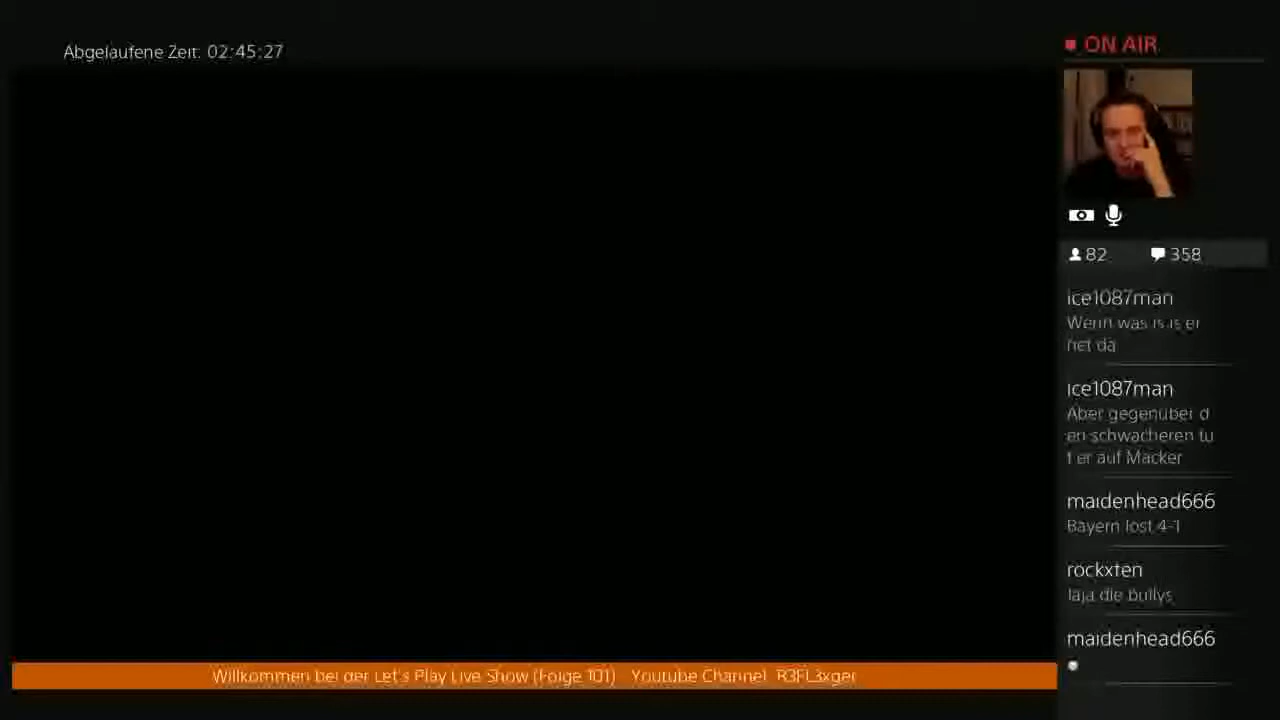 Abgelaufene Zeit: 02:45:27
ON AIR
82 358
ice1087man
Wenn was is is er
net da
ice1087man
Aber gegenüber d
en schwächeren tu
t er auf Macker
maidenhead666
Bayern lost 4-1
rockxten
Jaja die bullys
maidenhead666
Willkommen bei der Let's Play Live Show (Folge 101) Youtube Channel R3FL3xger